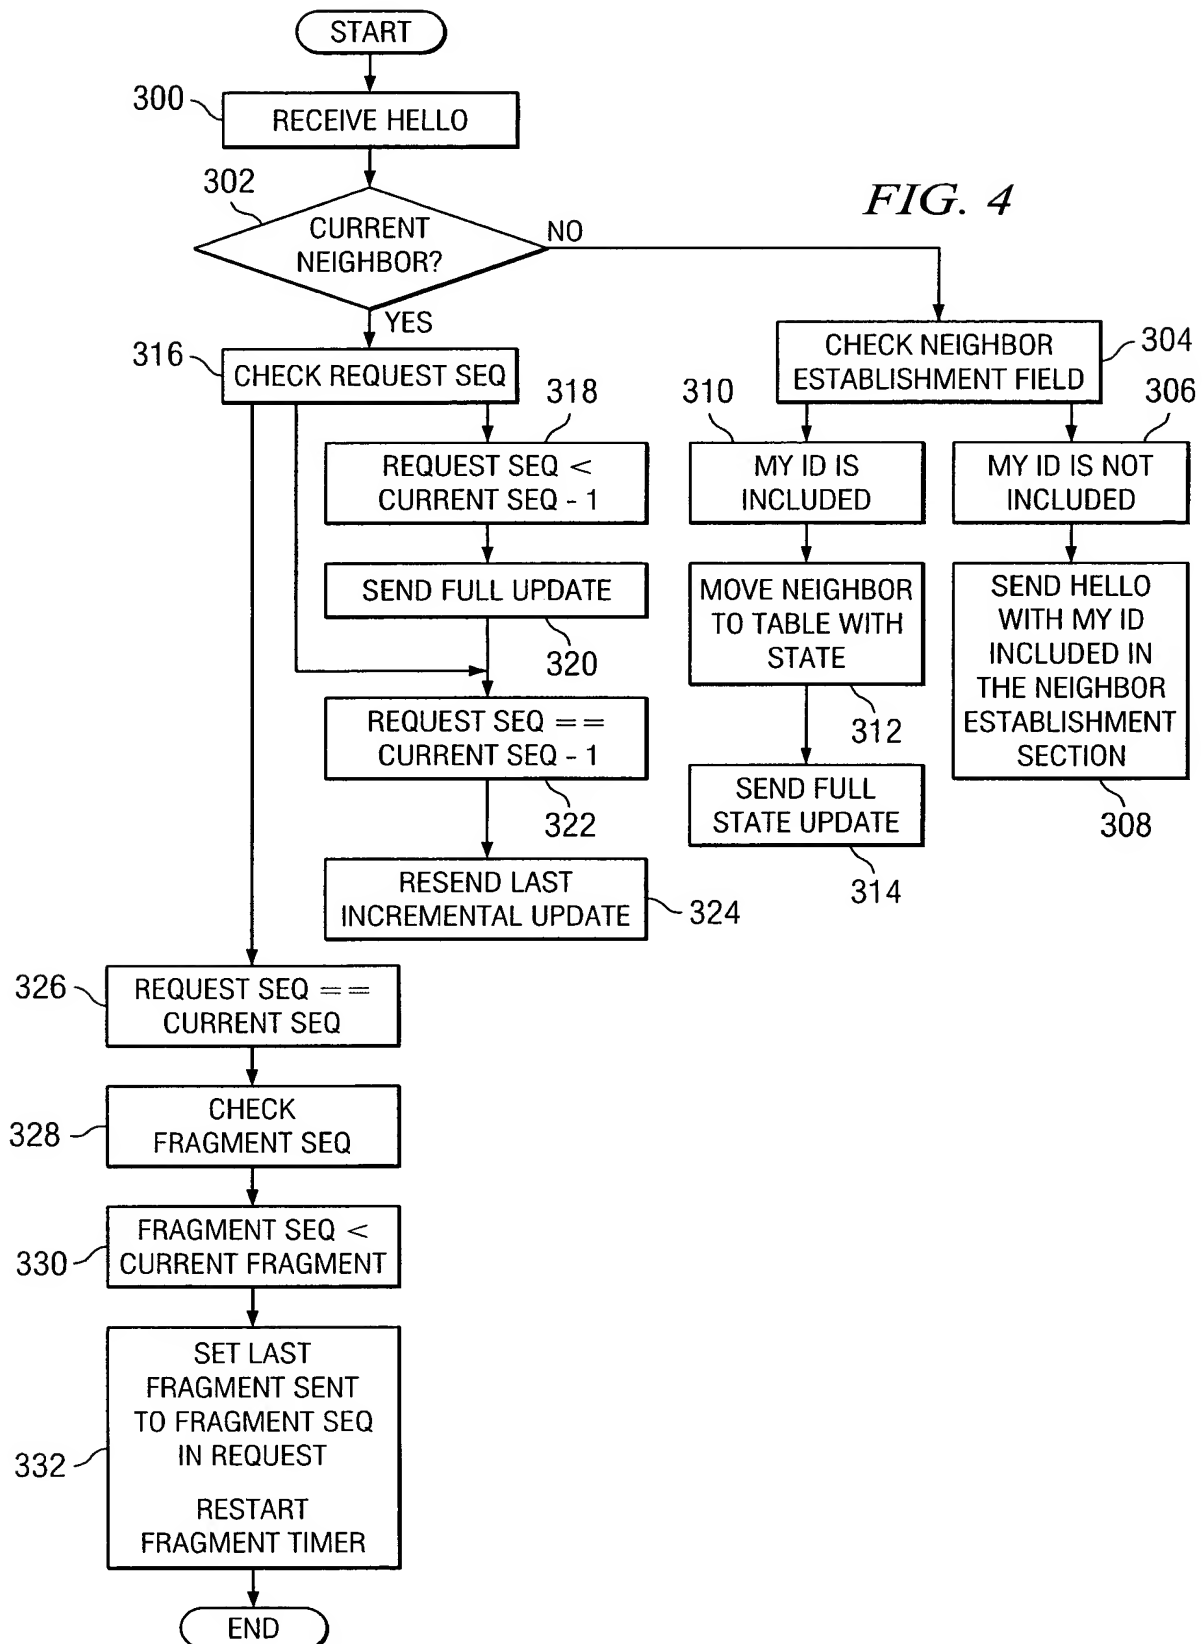 START
300
RECEIVE HELLO
302
CURRENT
NEIGHBOR?
NO
YES
FIG. 4
316
CHECK REQUEST SEQ
CHECK NEIGHBOR
ESTABLISHMENT FIELD
304
318
REQUEST SEQ <
CURRENT SEQ - 1
SEND FULL UPDATE
320
REQUEST SEQ ==
CURRENT SEQ - 1
322
RESEND LAST
INCREMENTAL UPDATE
324
310
MY ID IS
INCLUDED
MOVE NEIGHBOR
TO TABLE WITH
STATE
312
SEND FULL
STATE UPDATE
314
306
MY ID IS NOT
INCLUDED
SEND HELLO
WITH MY ID
INCLUDED IN
THE NEIGHBOR
ESTABLISHMENT
SECTION
308
326
REQUEST SEQ ==
CURRENT SEQ
328
CHECK
FRAGMENT SEQ
330
FRAGMENT SEQ <
CURRENT FRAGMENT
332
SET LAST
FRAGMENT SENT
TO FRAGMENT SEQ
IN REQUEST
RESTART
FRAGMENT TIMER
END